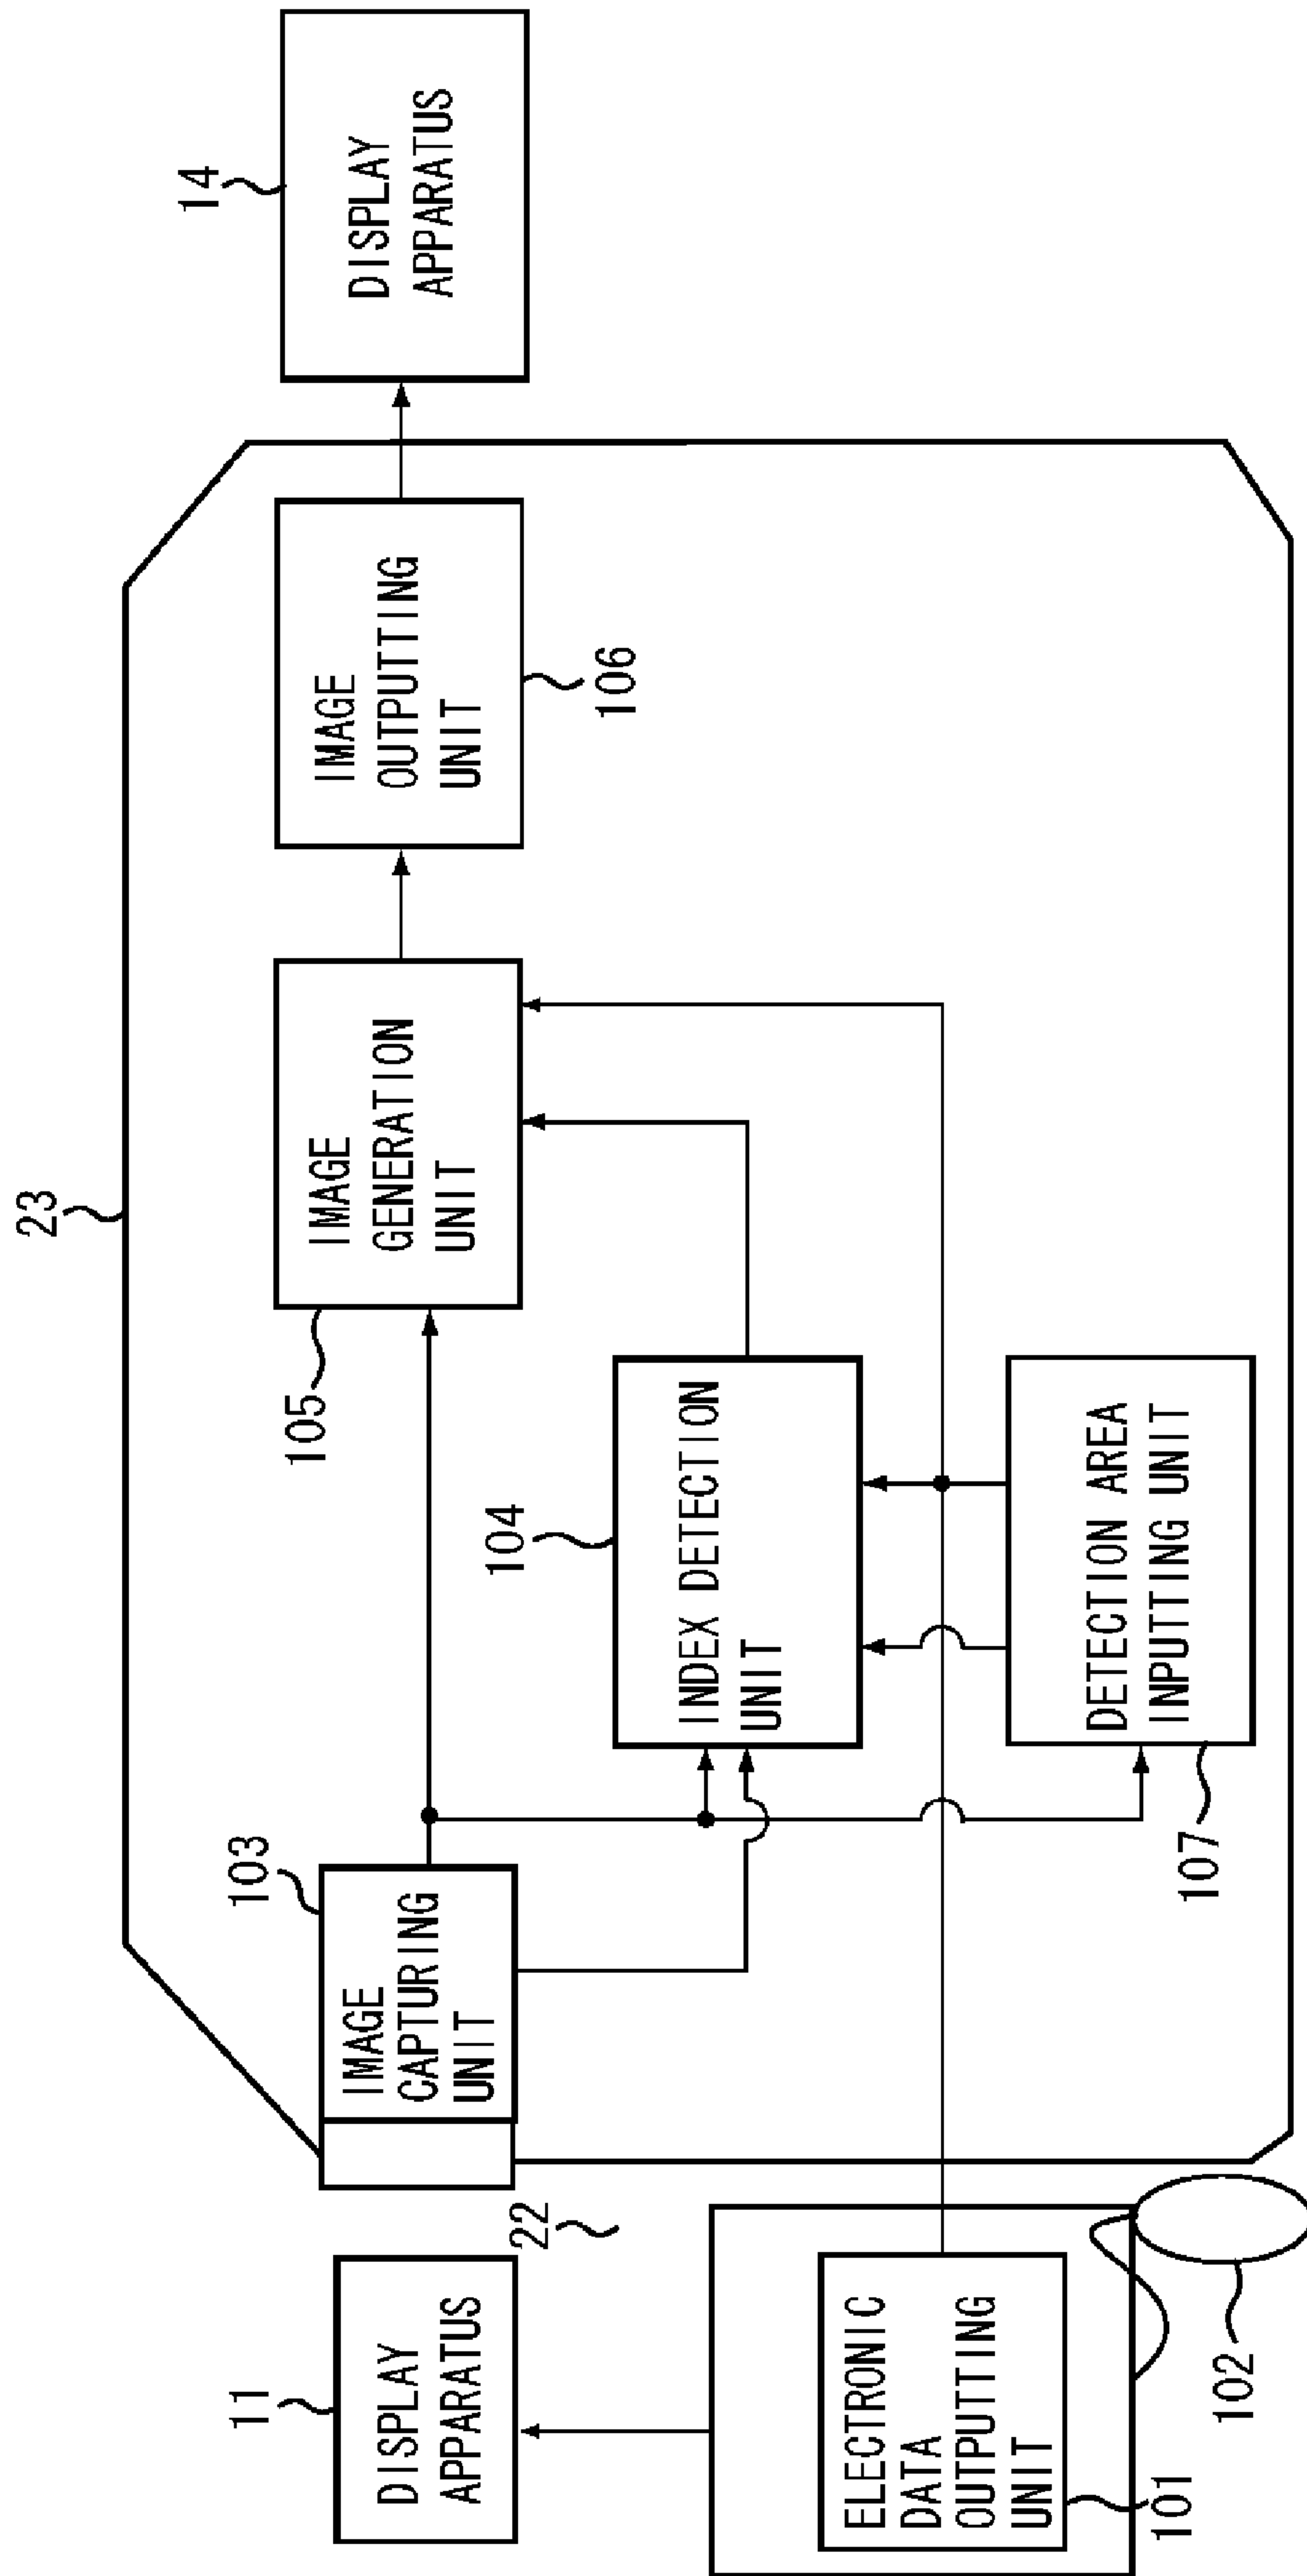 23
11
DISPLAY
APPARATUS
22
ELECTRONIC
DATA
OUTPUTTING
UNIT
101
102
103
IMAGE
CAPTURING
UNIT
104
INDEX DETECTION
UNIT
107
DETECTION AREA
INPUTTING UNIT
105
IMAGE
GENERATION
UNIT
IMAGE
OUTPUTTING
UNIT
106
14
DISPLAY
APPARATUS